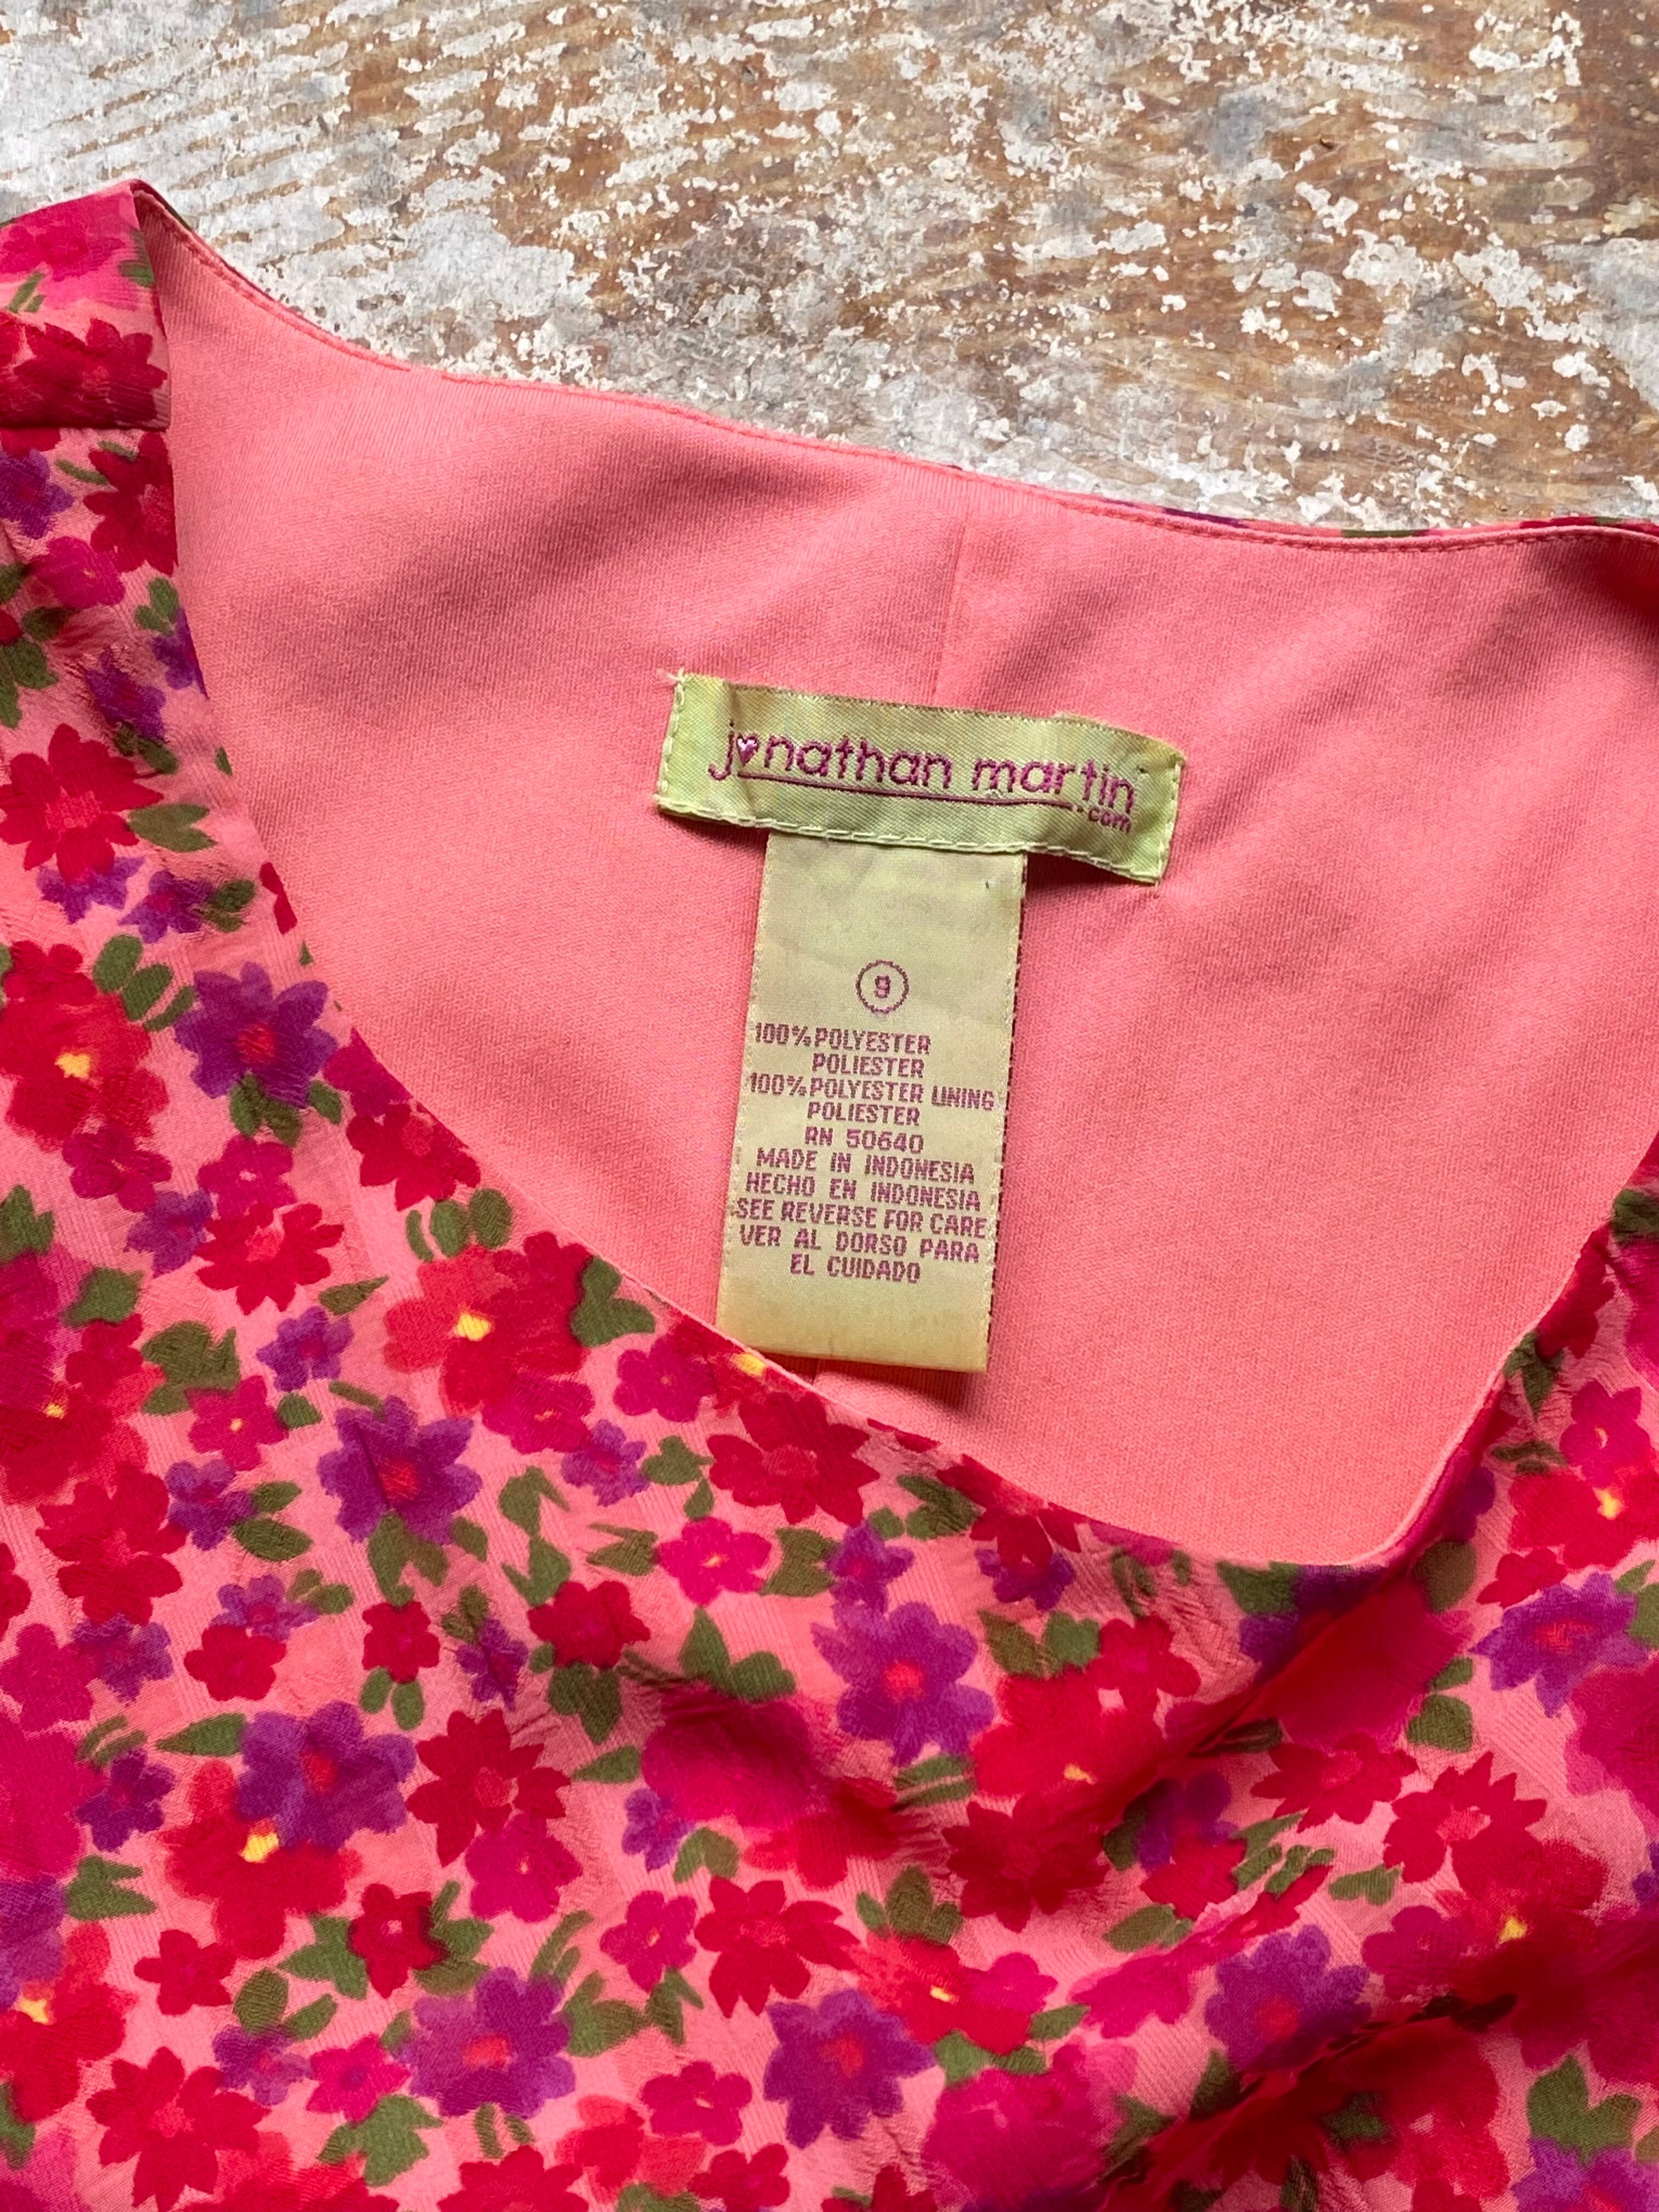 jonathan martin
.com
9
100% POLYESTER
POLIESTER
100% POLYESTER LINING
POLIESTER
RN 50640
MADE IN INDONESIA
HECHO EN INDONESIA
SEE REVERSE FOR CARE
VER AL DORSO PARA
EL CUIDADO